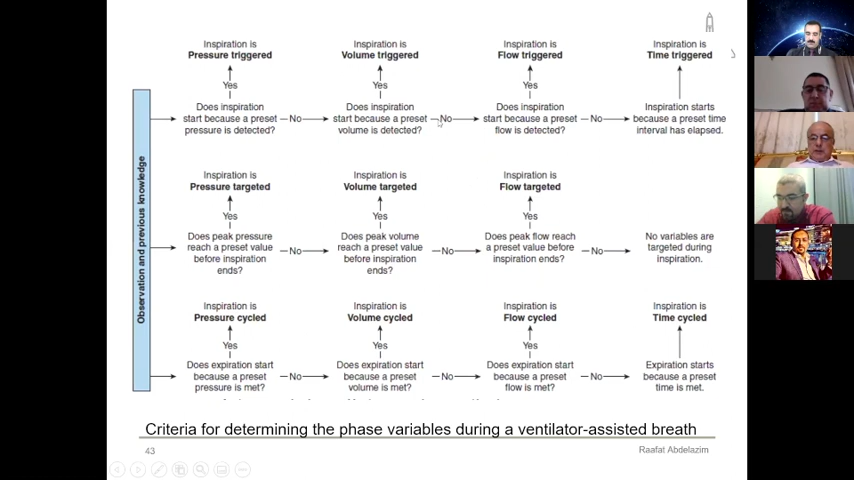 Inspiration is
Pressure triggered
Inspiration is
Volume triggered
Inspiration is
Flow triggered
Inspiration is
Time triggered
Yes
Yes
Yes
Does inspiration
start because a preset
pressure is detected?
No
Does inspiration
start because a preset
volume is detected?
No
Does inspiration
start because a preset
flow is detected?
No
Inspiration starts
because a preset time
interval has elapsed.
Observation and previous knowledge
Inspiration is
Pressure targeted
Inspiration is
Volume targeted
Inspiration is
Flow targeted
Yes
Yes
Yes
Does peak pressure
reach a preset value
before inspiration
ends?
No
Does peak volume
reach a preset value
before inspiration
ends?
No
Does peak flow reach
a preset value before
inspiration ends?
No
No variables are
targeted during
inspiration.
Inspiration is
Pressure cycled
Inspiration is
Volume cycled
Inspiration is
Flow cycled
Inspiration is
Time cycled
Yes
Yes
Yes
Does expiration start
because a preset
pressure is met?
No
Does expiration start
because a preset
volume is met?
No
Does expiration start
because a preset
flow is met?
No
Expiration starts
because a preset
time is met.
Criteria for determining the phase variables during a ventilator-assisted breath
43
Raafat Abdelazim